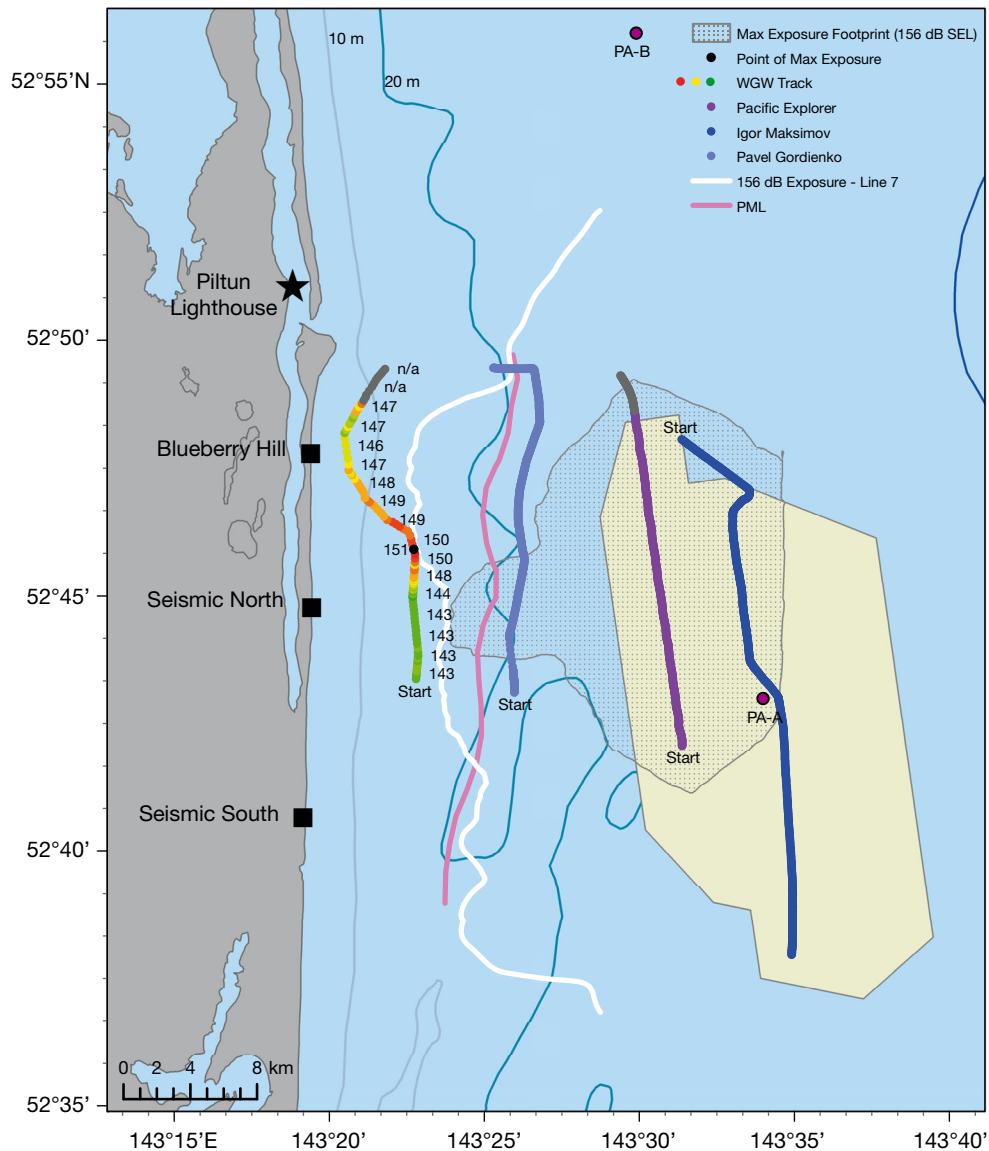 10 m
20 m
PA-B
Max Exposure Footprint (156 dB SEL)
Point of Max Exposure
WGW Track
Pacific Explorer
Igor Maksimov
Pavel Gordienko
156 dB Exposure - Line 7
PML
52°55’N
52°50’
52°45’
52°40’
52°35’
Piltun
Lighthouse
Blueberry Hill
Seismic North
Seismic South
n/a
n/a
147
147
146
147
148
149
149
150
151
150
148
144
143
143
143
143
Start
Start
Start
Start
PA-A
0 2 4 8 km
143°15’E
143°20’
143°25’
143°30’
143°35’
143°40’